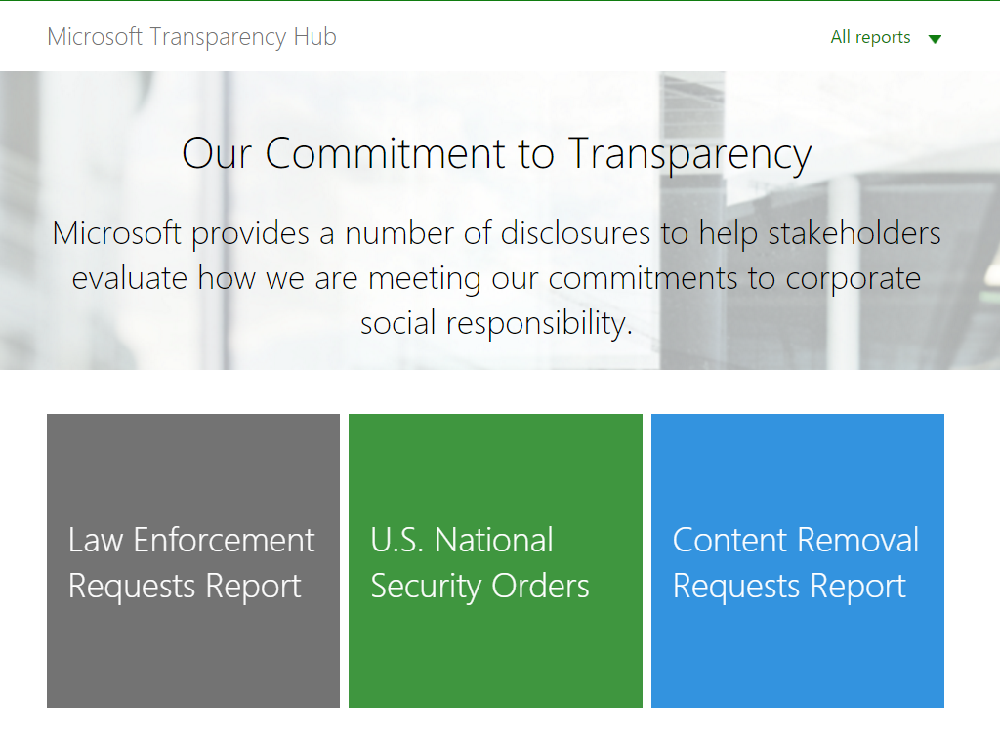 Microsoft Transparency Hub
All reports
Our Commitment to Transparency
Microsoft provides a number of disclosures to help stakeholders
evaluate how we are meeting our commitments to corporate
social responsibility.
Law Enforcement
Requests Report
U.S. National
Security Orders
Content Removal
Requests Report